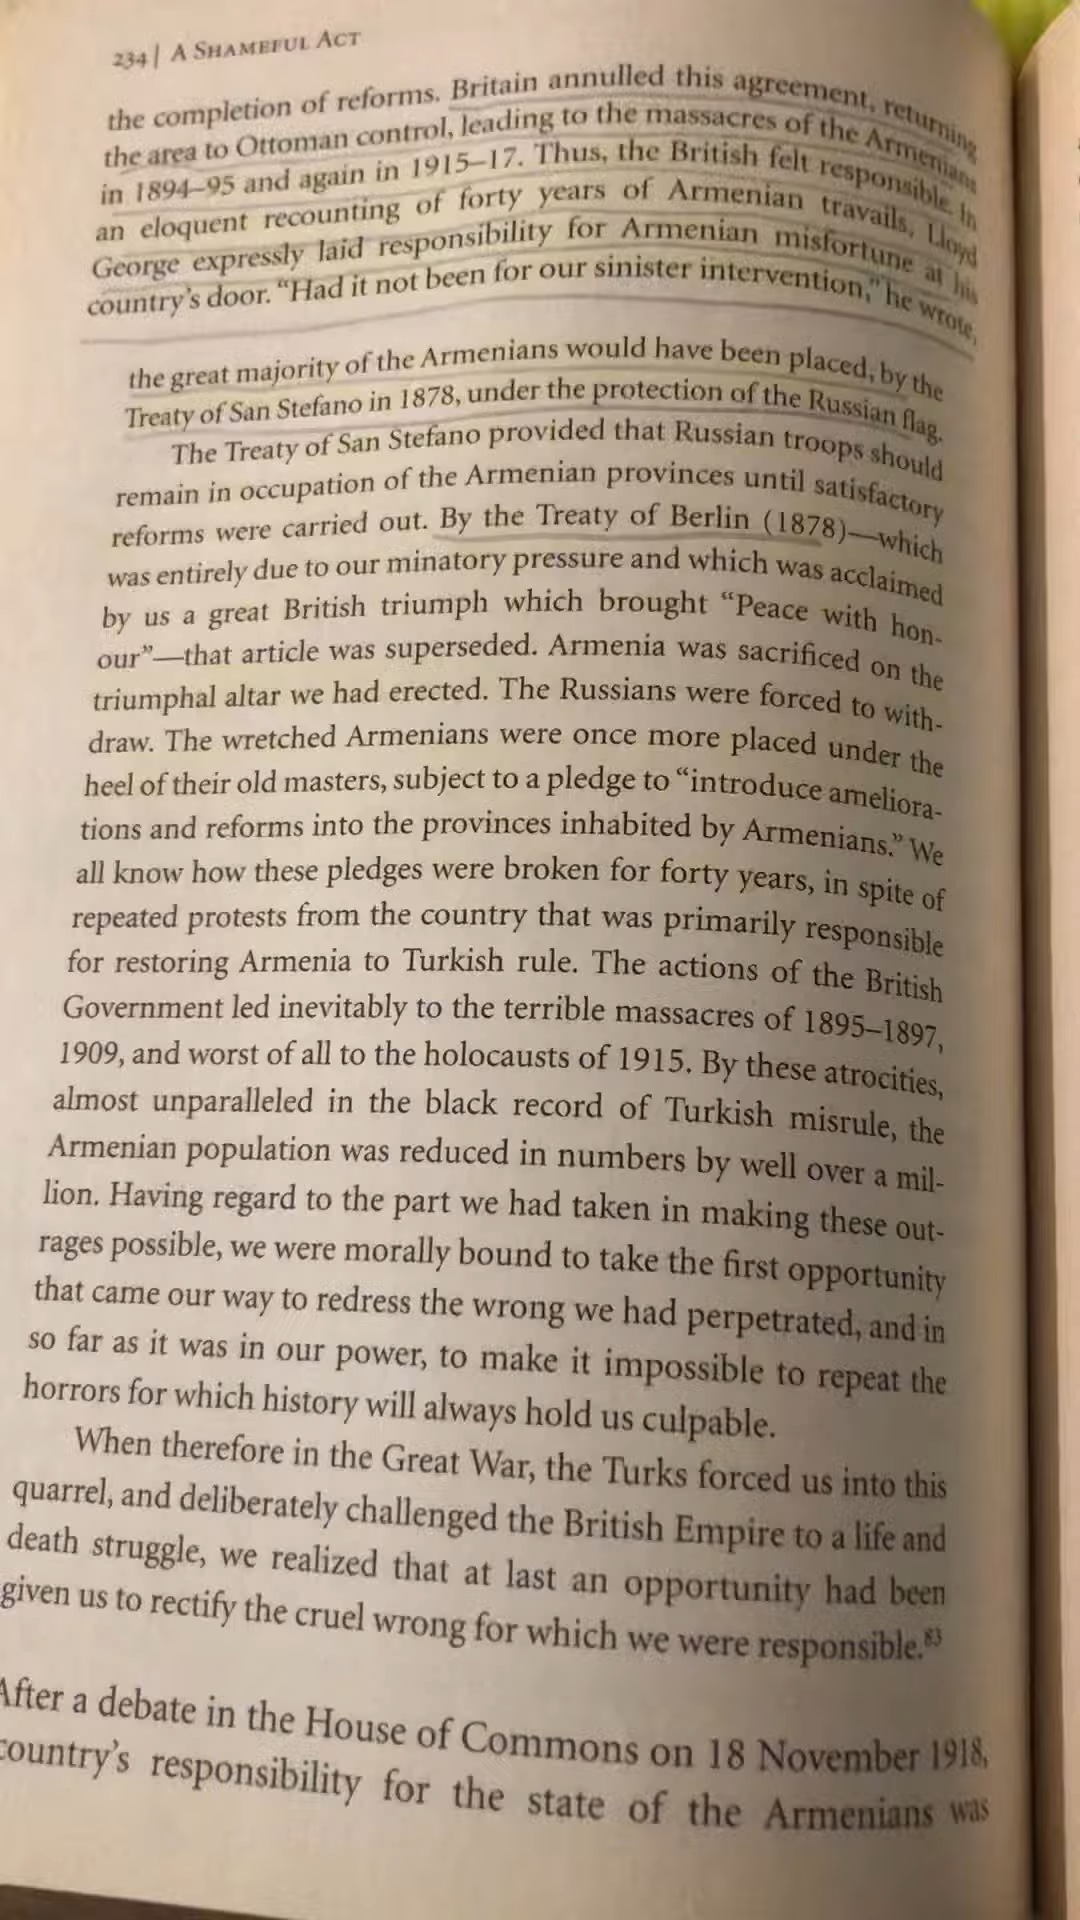 234 | A Shameful Act
the completion of reforms. Britain annulled this agreement, returning
the area to Ottoman control, leading to the massacres of the Armenians
in 1894–95 and again in 1915–17. Thus, the British felt responsible. In
an eloquent recounting of forty years of Armenian travails, Lloyd
George expressly laid responsibility for Armenian misfortune at his
country's door. “Had it not been for our sinister intervention,” he wrote,
the great majority of the Armenians would have been placed, by the
Treaty of San Stefano in 1878, under the protection of the Russian flag.
The Treaty of San Stefano provided that Russian troops should
remain in occupation of the Armenian provinces until satisfactory
reforms were carried out. By the Treaty of Berlin (1878)—which
was entirely due to our minatory pressure and which was acclaimed
by us a great British triumph which brought “Peace with hon-
our”—that article was superseded. Armenia was sacrificed on the
triumphal altar we had erected. The Russians were forced to with-
draw. The wretched Armenians were once more placed under the
heel of their old masters, subject to a pledge to “introduce ameliora-
tions and reforms into the provinces inhabited by Armenians.” We
all know how these pledges were broken for forty years, in spite of
repeated protests from the country that was primarily responsible
for restoring Armenia to Turkish rule. The actions of the British
Government led inevitably to the terrible massacres of 1895–1897,
1909, and worst of all to the holocausts of 1915. By these atrocities,
almost unparalleled in the black record of Turkish misrule, the
Armenian population was reduced in numbers by well over a mil-
lion. Having regard to the part we had taken in making these out-
rages possible, we were morally bound to take the first opportunity
that came our way to redress the wrong we had perpetrated, and in
so far as it was in our power, to make it impossible to repeat the
horrors for which history will always hold us culpable.
When therefore in the Great War, the Turks forced us into this
quarrel, and deliberately challenged the British Empire to a life and
death struggle, we realized that at last an opportunity had been
given us to rectify the cruel wrong for which we were responsible.83
After a debate in the House of Commons on 18 November 1918,
country's responsibility for the state of the Armenians was